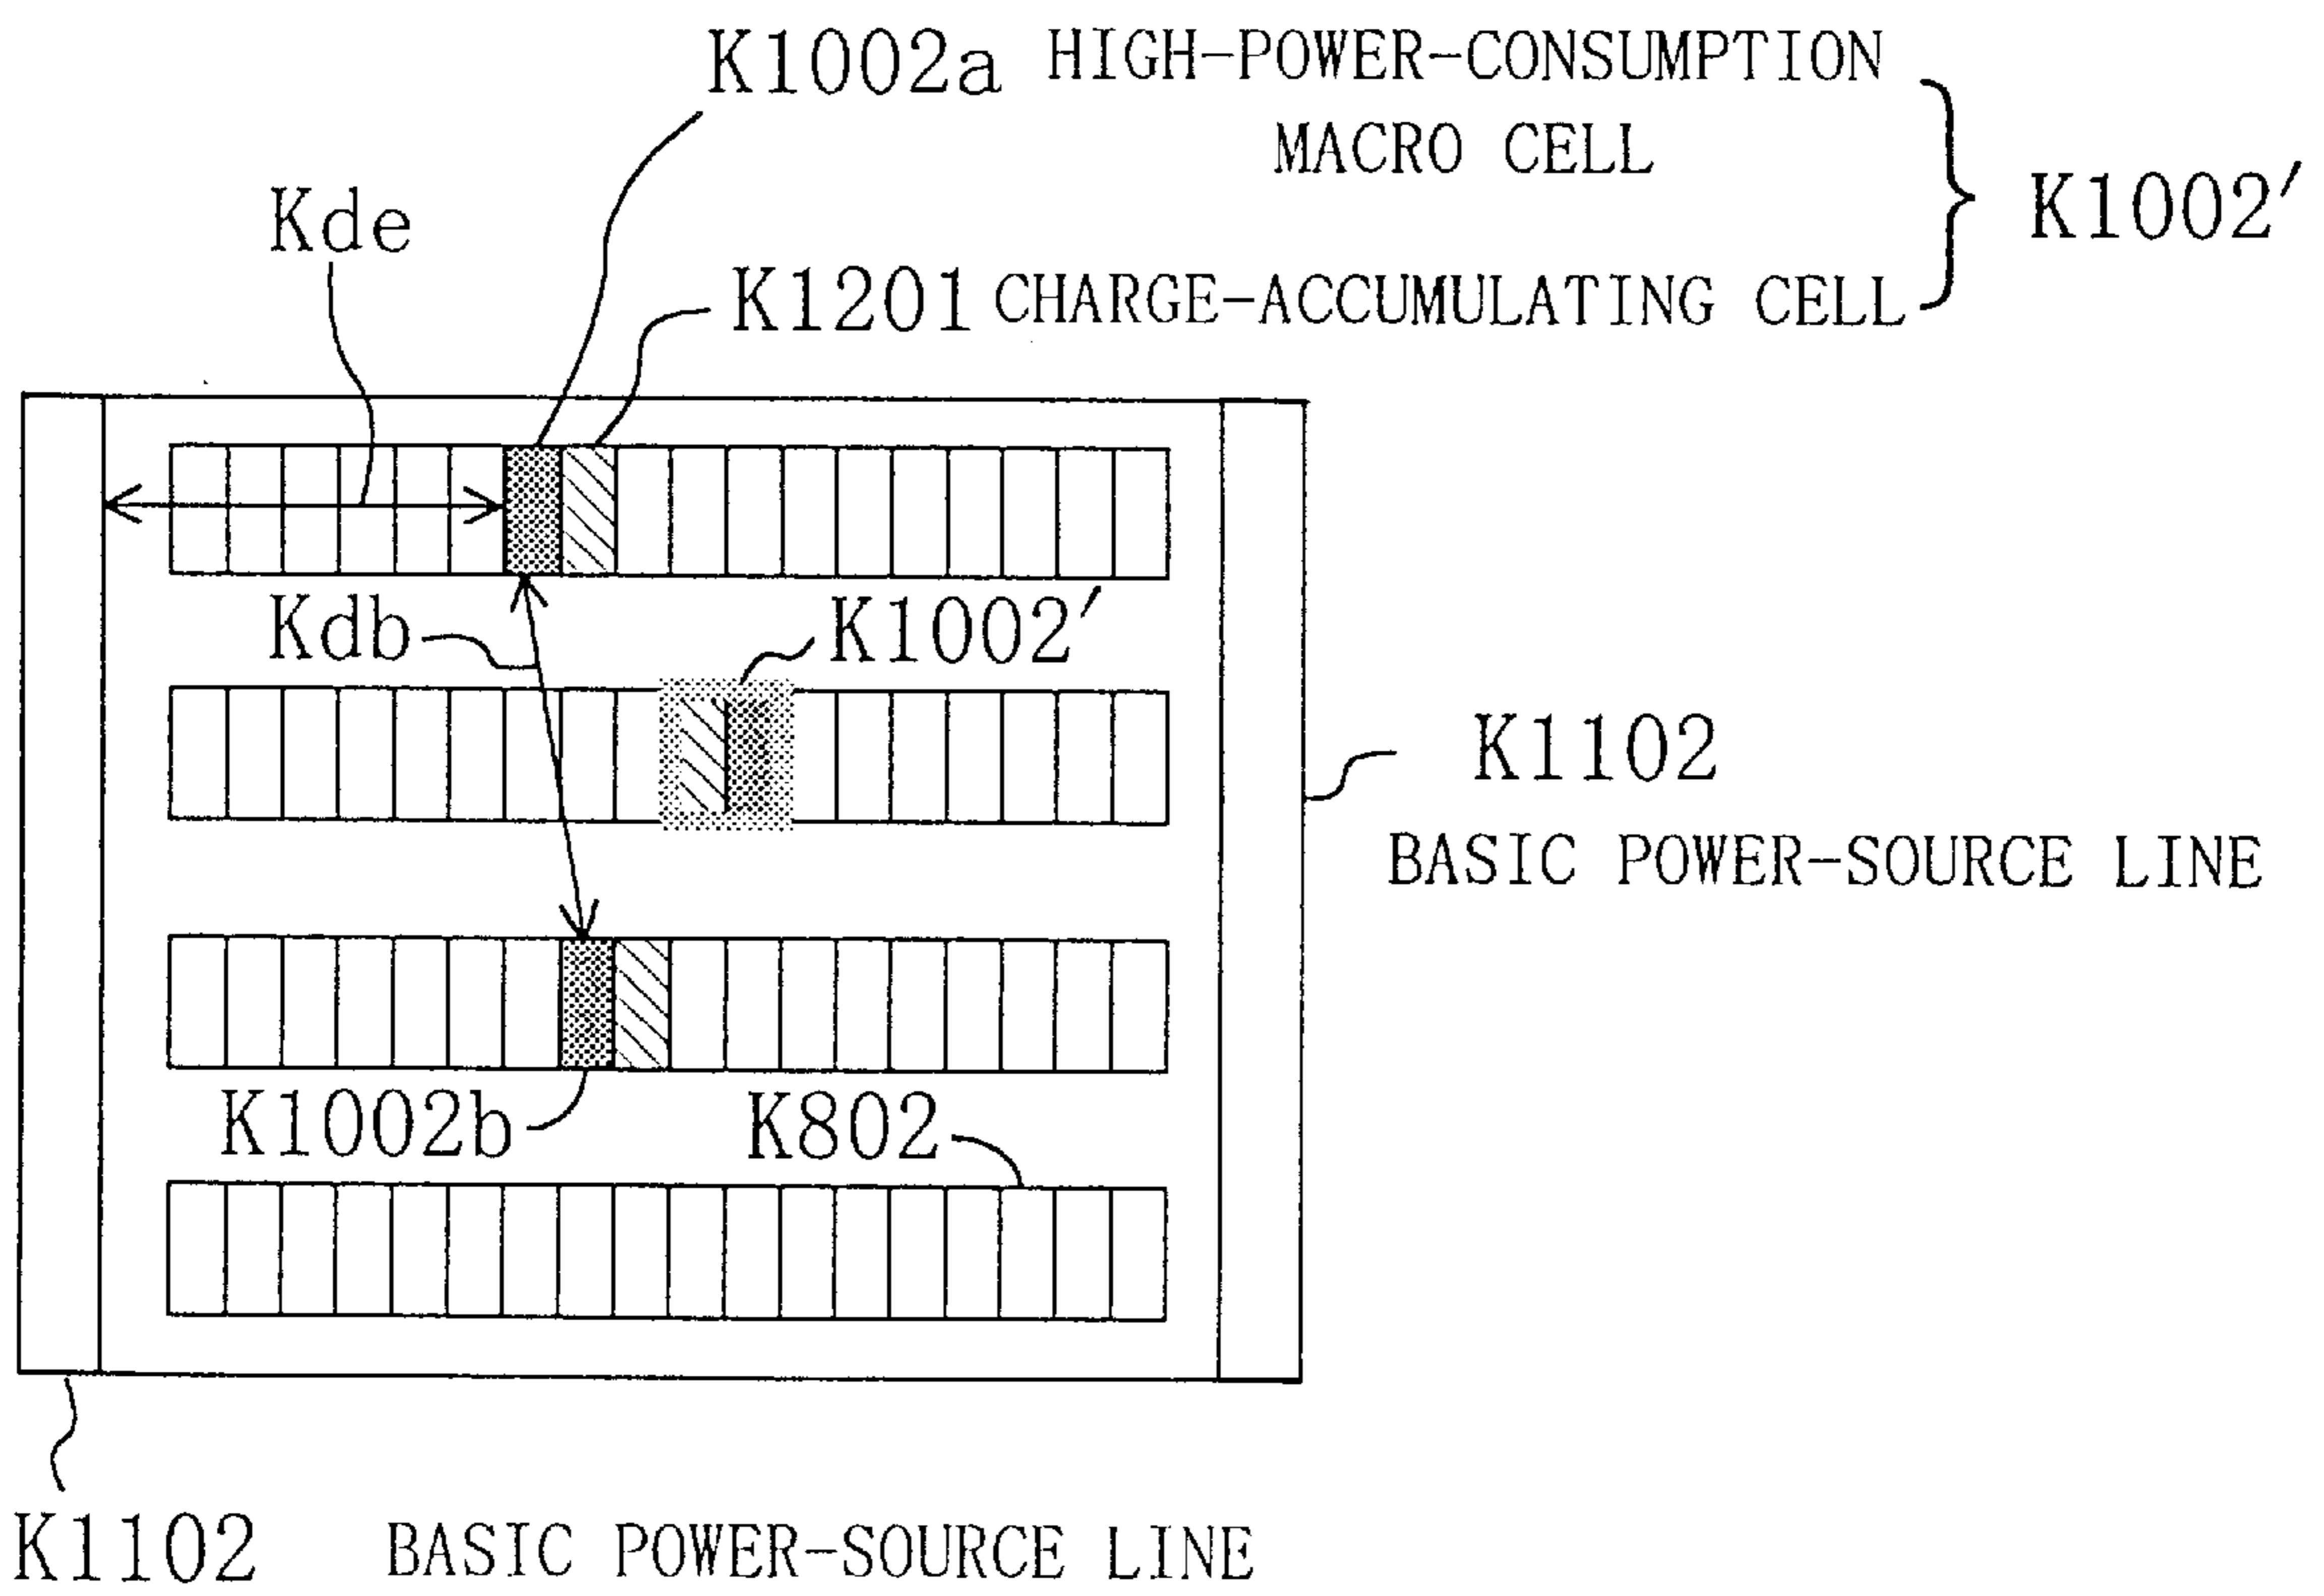 K1002a HIGH-POWER-CONSUMPTION
MACRO CELL
K1002′
Kde
K1201 CHARGE-ACCUMULATING CELL
Kdb
K1002′
K1102
BASIC POWER-SOURCE LINE
K1002b
K802
K1102 BASIC POWER-SOURCE LINE